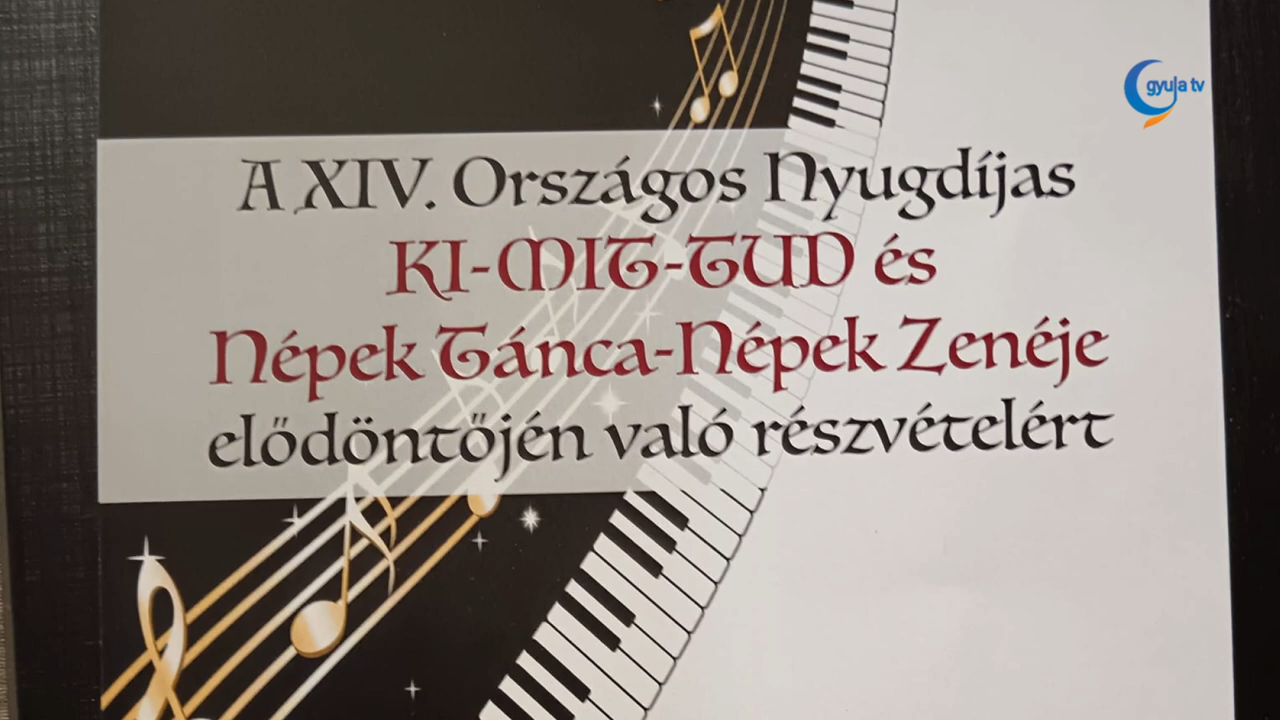 gyula tv
A XIV. Országos Nyugdíjas
KI-MIT-TUD és
Népek Tánca-Népek Zenéje
elődöntőjén való részvételért